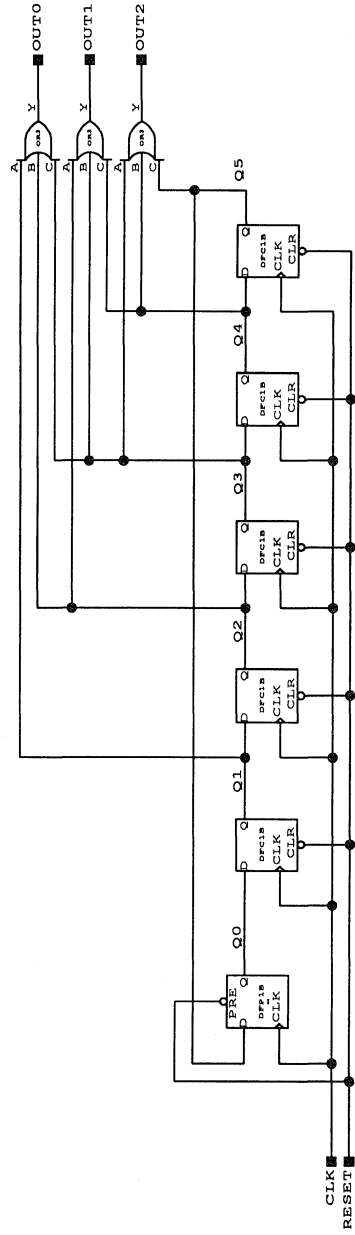 OUT0
OUT1
OUT2
Y
Y
Y
OR3
OR3
OR3
A
B
C
A
B
C
A
B
C
Q0
Q1
Q2
Q3
Q4
Q5
PRE
D
Q
DFP1B
CLK
D
Q
DFC1B
CLK
CLR
D
Q
DFC1B
CLK
CLR
D
Q
DFC1B
CLK
CLR
D
Q
DFC1B
CLK
CLR
D
Q
DFC1B
CLK
CLR
CLK
RESET